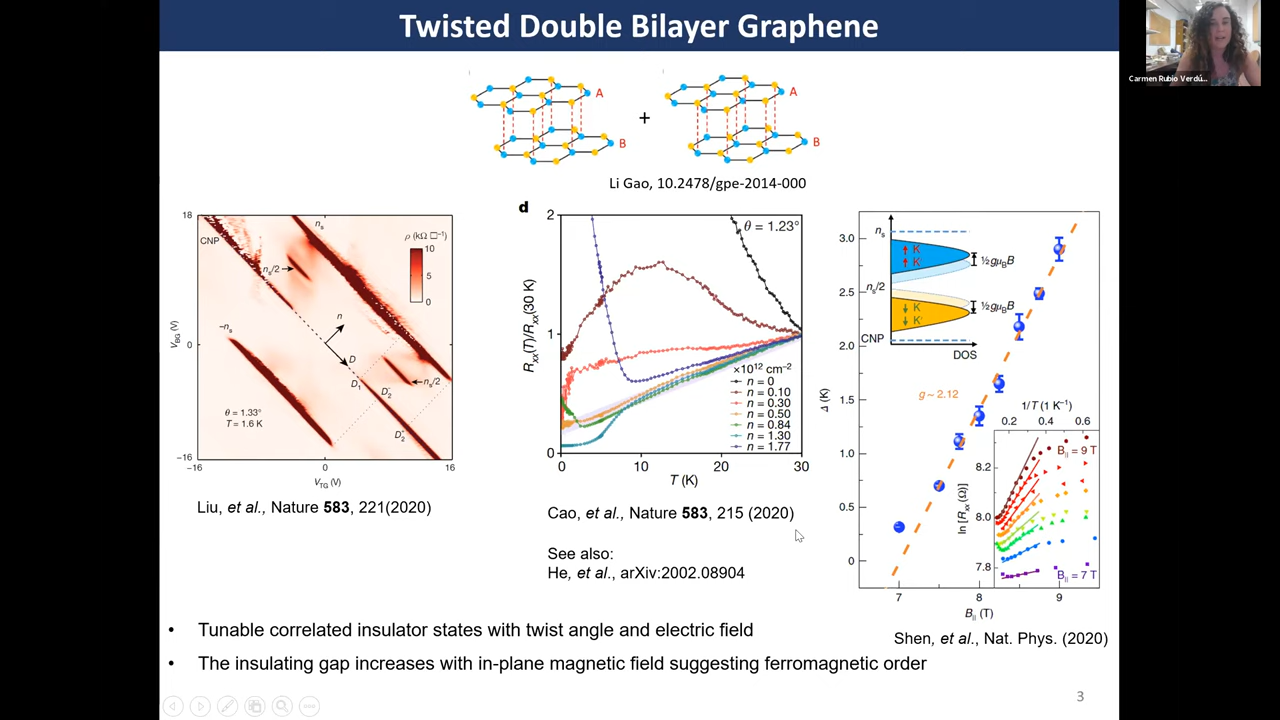 Twisted Double Bilayer Graphene
Carmen Rubio Verdú...
A
B
+
A
B
Li Gao, 10.2478/gpe-2014-000
18
0
−16
V_BG (V)
CNP
n_s
ρ (kΩ □⁻¹)
10
5
0
n_s/2
−n_s
n
D
D₁⁻
D₂⁻
n_s/2
D₂⁺
θ = 1.33°
T = 1.6 K
−16
0
16
V_TG (V)
Liu, et al., Nature 583, 221(2020)
d
2
1
0
R_xx(T)/R_xx(30 K)
θ = 1.23°
×10¹² cm⁻²
n = 0
n = 0.10
n = 0.30
n = 0.50
n = 0.84
n = 1.30
n = 1.77
0
10
20
30
T (K)
Cao, et al., Nature 583, 215 (2020)
See also:
He, et al., arXiv:2002.08904
3.0
2.5
2.0
1.5
1.0
0.5
0
Δ (K)
n_s
n_s/2
CNP
K
K'
½gμ_BB
K
K'
½gμ_BB
DOS
g ~ 2.12
1/T (1 K⁻¹)
0.2
0.4
0.6
8.2
8.0
7.8
ln [R_xx(Ω)]
B_|| = 9 T
B_|| = 7 T
7
8
9
B_|| (T)
Shen, et al., Nat. Phys. (2020)
• Tunable correlated insulator states with twist angle and electric field
• The insulating gap increases with in-plane magnetic field suggesting ferromagnetic order
3